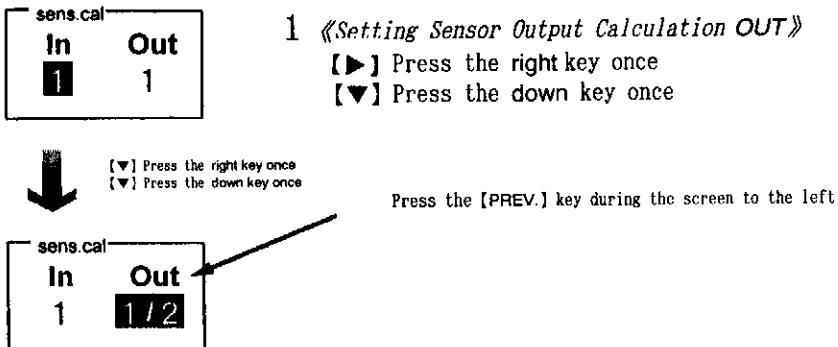 sens.cal
In Out
1 1
1 《Setting Sensor Output Calculation OUT》
【▶】 Press the right key once
【▼】 Press the down key once
【▼】 Press the right key once
【▼】 Press the down key once
Press the 【PREV.】 key during the screen to the left
sens.cal
In Out
1 1/2